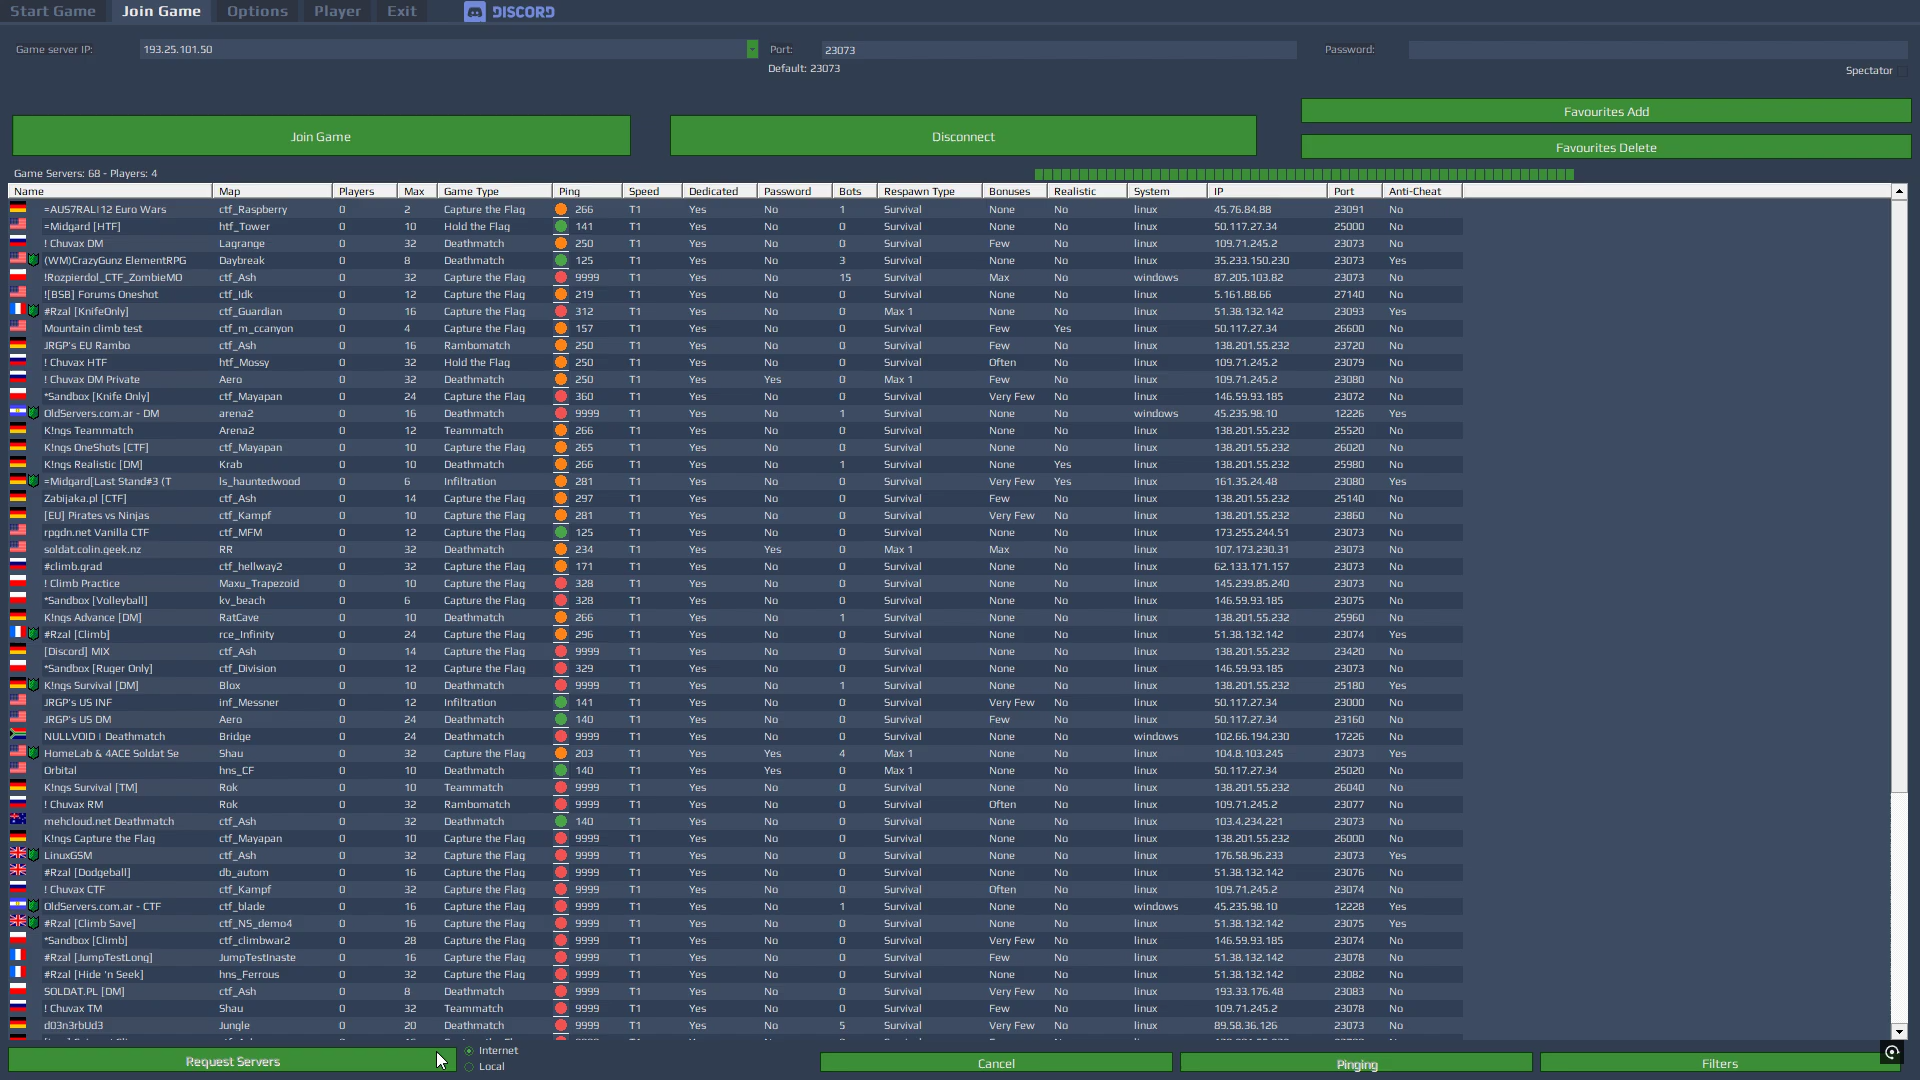 Start Game Join Game Options Player Exit DISCORD
Game server IP: 193.25.101.50 Port: 23073 Password:
Default: 23073 Spectator
Favourites Add
Join Game Disconnect
Favourites Delete
Game Servers: 68 - Players: 4
Name Map Players Max Game Type Ping Speed Dedicated Password Bots Respawn Type Bonuses Realistic System IP Port Anti-Cheat
=AUS7RAL|12 Euro Wars ctf_Raspberry 0 2 Capture the Flag 266 T1 Yes No 1 Survival None No linux 45.76.84.88 23091 No
=Midgard [HTF] htf_Tower 0 10 Hold the Flag 141 T1 Yes No 0 Survival None No linux 50.117.27.34 25000 No
! Chuvax DM Lagrange 0 32 Deathmatch 250 T1 Yes No 0 Survival Few No linux 109.71.245.2 23073 No
(WM)CrazyGunz ElementRPG Daybreak 0 8 Deathmatch 125 T1 Yes No 3 Survival None No linux 35.233.150.230 23073 Yes
!Rozpierdol_CTF_ZombieMO ctf_Ash 0 32 Capture the Flag 9999 T1 Yes No 15 Survival Max No windows 87.205.103.82 23073 No
![BSB] Forums Oneshot ctf_Idk 0 12 Capture the Flag 219 T1 Yes No 0 Survival None No linux 5.161.88.66 27140 No
#Rzal [KnifeOnly] ctf_Guardian 0 16 Capture the Flag 312 T1 Yes No 0 Max 1 None No linux 51.38.132.142 23093 Yes
Mountain climb test ctf_m_ccanyon 0 4 Capture the Flag 157 T1 Yes No 0 Survival Few Yes linux 50.117.27.34 26600 No
JRGP's EU Rambo ctf_Ash 0 16 Rambomatch 250 T1 Yes No 0 Survival Few No linux 138.201.55.232 23720 No
! Chuvax HTF htf_Mossy 0 32 Hold the Flag 250 T1 Yes No 0 Survival Often No linux 109.71.245.2 23079 No
! Chuvax DM Private Aero 0 32 Deathmatch 250 T1 Yes Yes 0 Max 1 Few No linux 109.71.245.2 23080 No
*Sandbox [Knife Only] ctf_Mayapan 0 24 Capture the Flag 360 T1 Yes No 0 Survival Very Few No linux 146.59.93.185 23072 No
OldServers.com.ar - DM arena2 0 16 Deathmatch 9999 T1 Yes No 1 Survival None No windows 45.235.98.10 12226 Yes
K!ngs Teammatch Arena2 0 12 Teammatch 266 T1 Yes No 0 Survival None No linux 138.201.55.232 25520 No
K!ngs OneShots [CTF] ctf_Mayapan 0 10 Capture the Flag 265 T1 Yes No 0 Survival None No linux 138.201.55.232 26020 No
K!ngs Realistic [DM] Krab 0 10 Deathmatch 266 T1 Yes No 1 Survival None Yes linux 138.201.55.232 25980 No
=Midgard[Last Stand#3 (T ls_hauntedwood 0 6 Infiltration 281 T1 Yes No 0 Survival Very Few Yes linux 161.35.24.48 23080 Yes
Zabijaka.pl [CTF] ctf_Ash 0 14 Capture the Flag 297 T1 Yes No 0 Survival Few No linux 138.201.55.232 25140 No
[EU] Pirates vs Ninjas ctf_Kampf 0 10 Capture the Flag 281 T1 Yes No 0 Survival Very Few No linux 138.201.55.232 23860 No
rpgdn.net Vanilla CTF ctf_MFM 0 12 Capture the Flag 125 T1 Yes No 0 Survival None No linux 173.255.244.51 23073 No
soldat.colin.geek.nz RR 0 32 Deathmatch 234 T1 Yes Yes 0 Max 1 Max No linux 107.173.230.31 23073 No
#climb.grad ctf_hellway2 0 32 Capture the Flag 171 T1 Yes No 0 Survival None No linux 62.133.171.157 23073 No
! Climb Practice Maxu_Trapezoid 0 10 Capture the Flag 328 T1 Yes No 0 Survival None No linux 145.239.85.240 23073 No
*Sandbox [Volleyball] kv_beach 0 6 Capture the Flag 328 T1 Yes No 0 Survival None No linux 146.59.93.185 23075 No
K!ngs Advance [DM] RatCave 0 10 Deathmatch 266 T1 Yes No 1 Survival None No linux 138.201.55.232 25960 No
#Rzal [Climb] rce_Infinity 0 24 Capture the Flag 296 T1 Yes No 0 Survival None No linux 51.38.132.142 23074 Yes
[Discord] MIX ctf_Ash 0 14 Capture the Flag 9999 T1 Yes No 0 Survival None No linux 138.201.55.232 23420 No
*Sandbox [Ruger Only] ctf_Division 0 12 Capture the Flag 329 T1 Yes No 0 Survival None No linux 146.59.93.185 23073 No
K!ngs Survival [DM] Blox 0 10 Deathmatch 9999 T1 Yes No 1 Survival None No linux 138.201.55.232 25180 Yes
JRGP's US INF inf_Messner 0 12 Infiltration 141 T1 Yes No 0 Survival Very Few No linux 50.117.27.34 23000 No
JRGP's US DM Aero 0 24 Deathmatch 140 T1 Yes No 0 Survival Few No linux 50.117.27.34 23160 No
NULLVOID | Deathmatch Bridge 0 24 Deathmatch 9999 T1 Yes No 0 Survival None No windows 102.66.194.230 17226 No
HomeLab & 4ACE Soldat Se Shau 0 32 Capture the Flag 203 T1 Yes Yes 4 Max 1 None No linux 104.8.103.245 23073 Yes
Orbital hns_CF 0 10 Deathmatch 140 T1 Yes Yes 0 Max 1 None No linux 50.117.27.34 25020 No
K!ngs Survival [TM] Rok 0 10 Teammatch 9999 T1 Yes No 0 Survival None No linux 138.201.55.232 26040 No
! Chuvax RM Rok 0 32 Rambomatch 9999 T1 Yes No 0 Survival Often No linux 109.71.245.2 23077 No
mehcloud.net Deathmatch ctf_Ash 0 32 Deathmatch 140 T1 Yes No 0 Survival None No linux 103.4.234.221 23073 No
K!ngs Capture the Flag ctf_Mayapan 0 10 Capture the Flag 9999 T1 Yes No 0 Survival None No linux 138.201.55.232 26000 No
LinuxGSM ctf_Ash 0 32 Capture the Flag 9999 T1 Yes No 0 Survival None No linux 176.58.96.233 23073 Yes
#Rzal [Dodgeball] db_autom 0 16 Capture the Flag 9999 T1 Yes No 0 Survival None No linux 51.38.132.142 23076 No
! Chuvax CTF ctf_Kampf 0 32 Capture the Flag 9999 T1 Yes No 0 Survival Often No linux 109.71.245.2 23074 No
OldServers.com.ar - CTF ctf_blade 0 16 Capture the Flag 9999 T1 Yes No 1 Survival None No windows 45.235.98.10 12228 Yes
#Rzal [Climb Save] ctf_NS_demo4 0 16 Capture the Flag 9999 T1 Yes No 0 Survival None No linux 51.38.132.142 23075 Yes
*Sandbox [Climb] ctf_climbwar2 0 28 Capture the Flag 9999 T1 Yes No 0 Survival Very Few No linux 146.59.93.185 23074 No
#Rzal [JumpTestLong] JumpTestInaste 0 16 Capture the Flag 9999 T1 Yes No 0 Survival Few No linux 51.38.132.142 23078 No
#Rzal [Hide 'n Seek] hns_Ferrous 0 32 Capture the Flag 9999 T1 Yes No 0 Survival None No linux 51.38.132.142 23082 No
SOLDAT.PL [DM] ctf_Ash 0 8 Deathmatch 9999 T1 Yes No 0 Survival Very Few No linux 193.33.176.48 23083 No
! Chuvax TM Shau 0 32 Teammatch 9999 T1 Yes No 0 Survival Few No linux 109.71.245.2 23078 No
d03n3rbUd3 Jungle 0 20 Deathmatch 9999 T1 Yes No 5 Survival Very Few No linux 89.58.36.126 23073 No
Request Servers Internet Local Cancel Pinging Filters